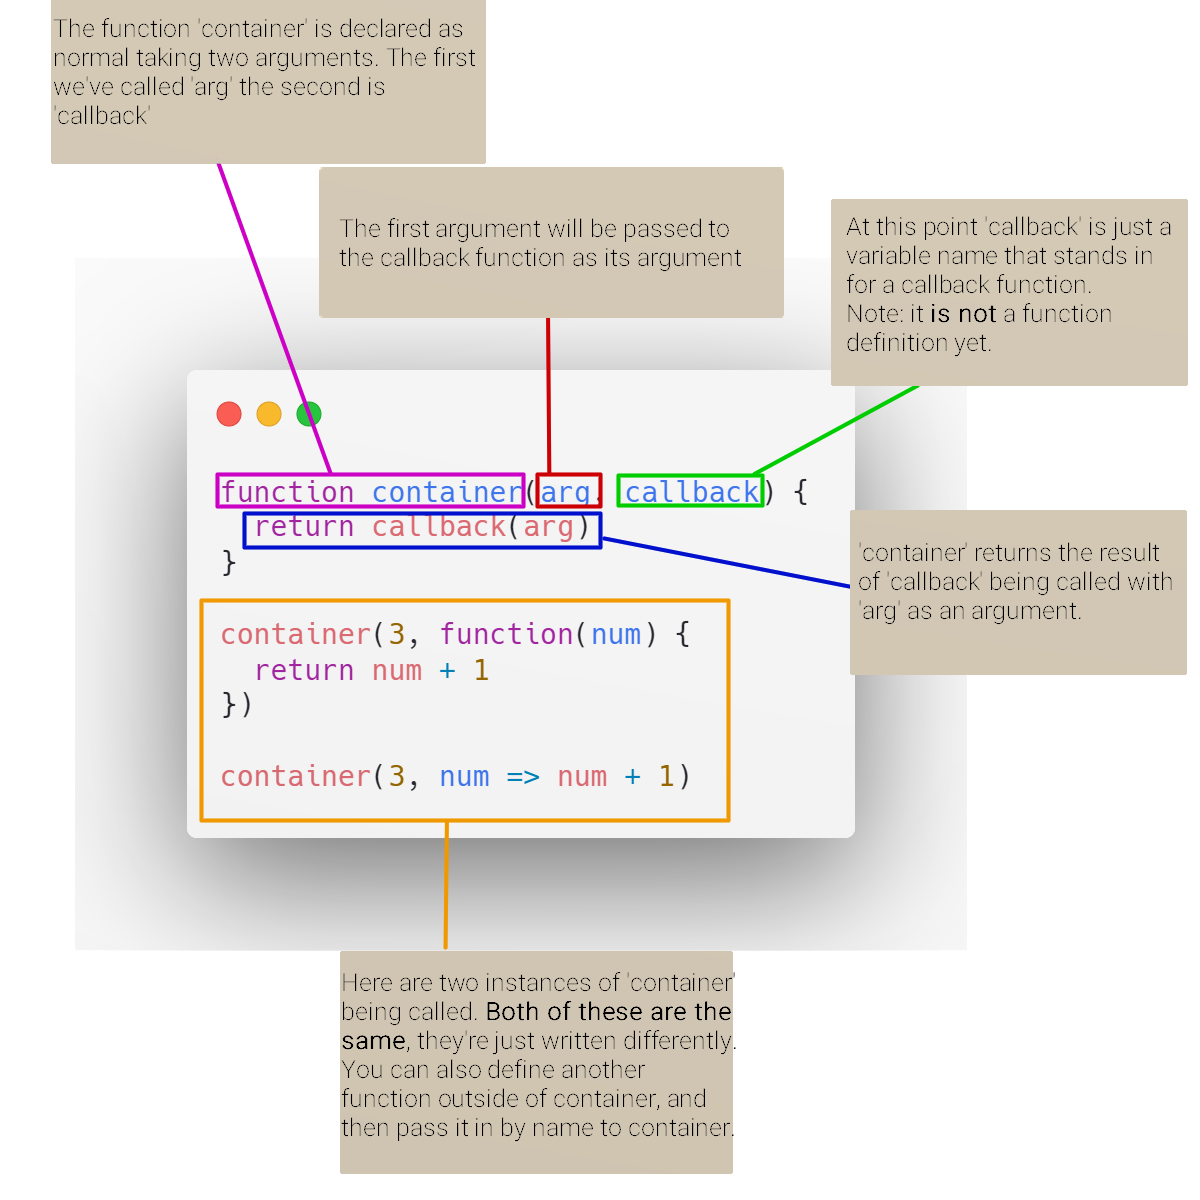 The function 'container' is declared as
normal taking two arguments. The first
we've called 'arg' the second is
'callback'
The first argument will be passed to
the callback function as its argument
At this point 'callback' is just a
variable name that stands in
for a callback function.
Note: it is not a function
definition yet.
function container(arg, callback) {
return callback(arg)
}
'container' returns the result
of 'callback' being called with
'arg' as an argument.
container(3, function(num) {
return num + 1
})
container(3, num => num + 1)
Here are two instances of 'container'
being called. Both of these are the
same, they're just written differently.
You can also define another
function outside of container, and
then pass it in by name to container.